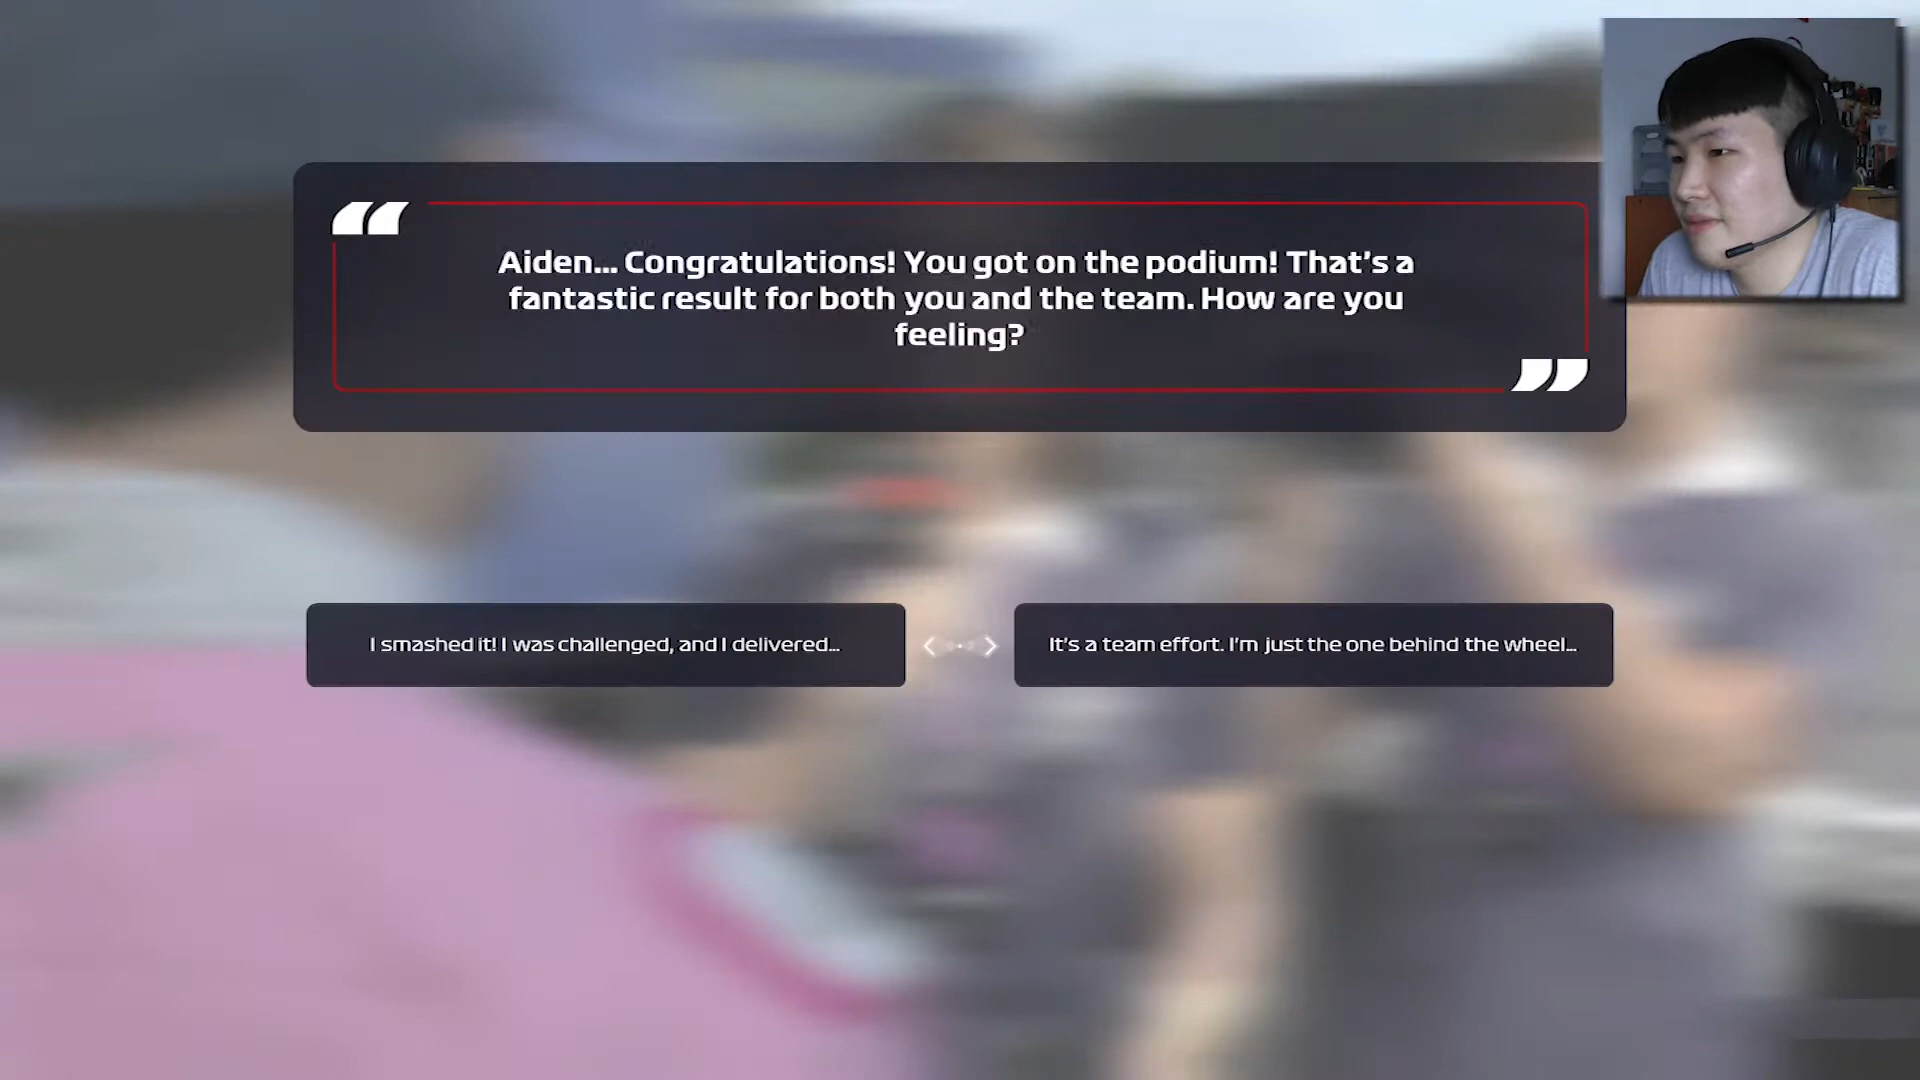 Aiden... Congratulations! You got on the podium! That's a
fantastic result for both you and the team. How are you
feeling?
I smashed it! I was challenged, and I delivered...
It's a team effort. I'm just the one behind the wheel...